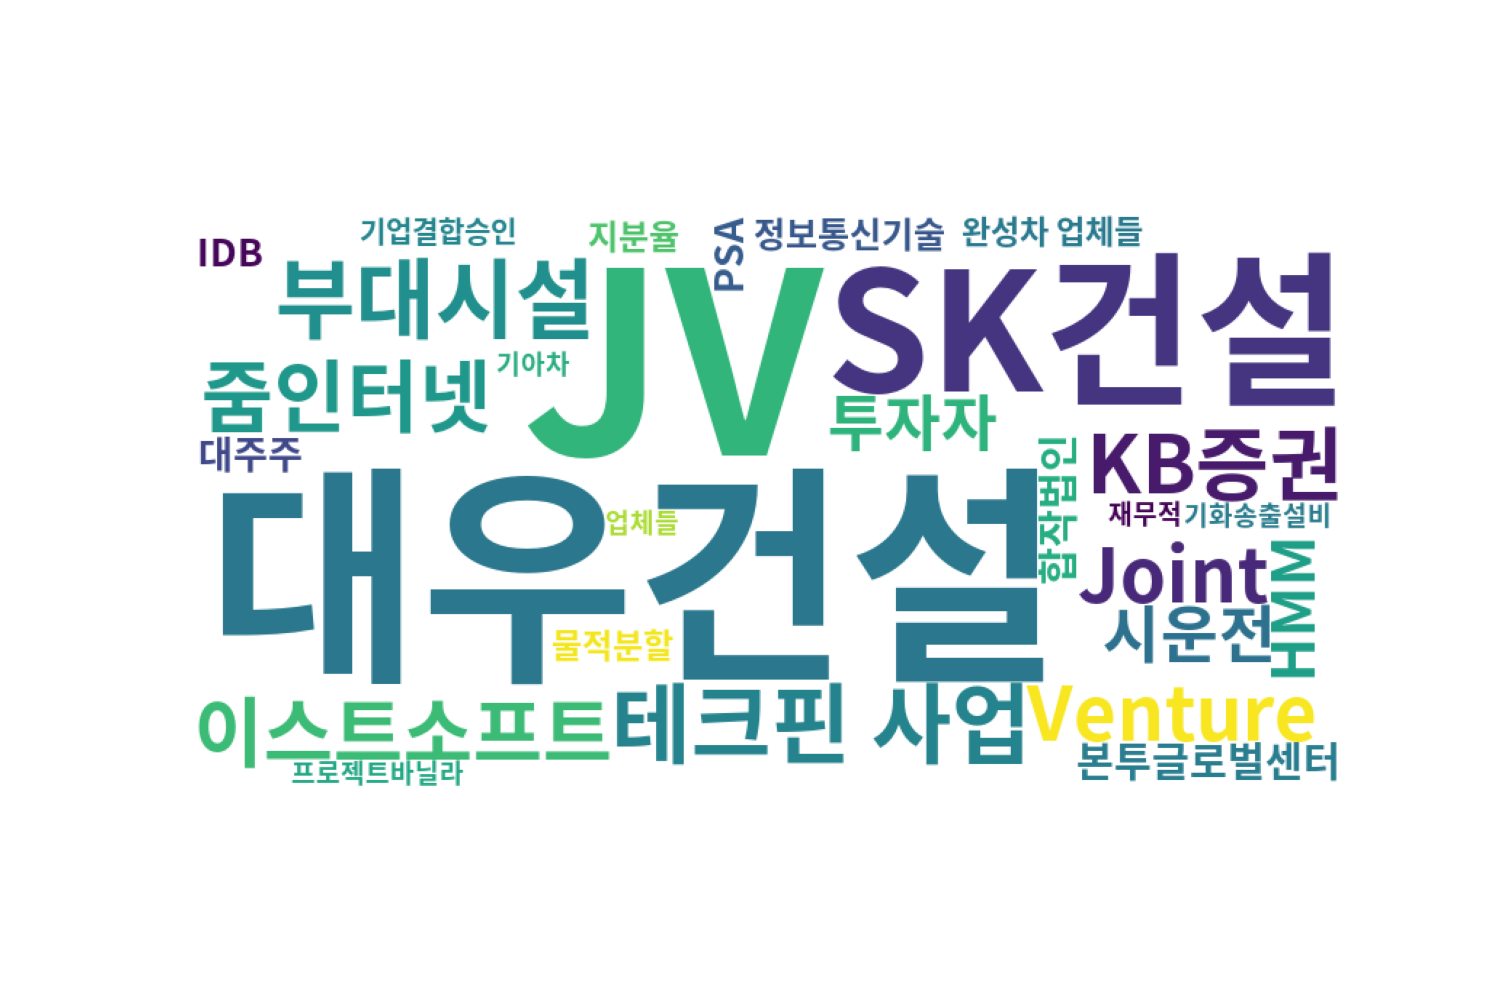 기업결합승인
지분율
PSA
정보통신기술
완성차 업체들
IDB
부대시설
JV
SK건설
줌인터넷
기아차
투자자
대주주
합작법인
KB증권
대우건설
업체들
재무적
기화송출설비
Joint
HMM
시운전
물적분할
이스트소프트
테크핀 사업
Venture
프로젝트바닐라
본투글로벌센터